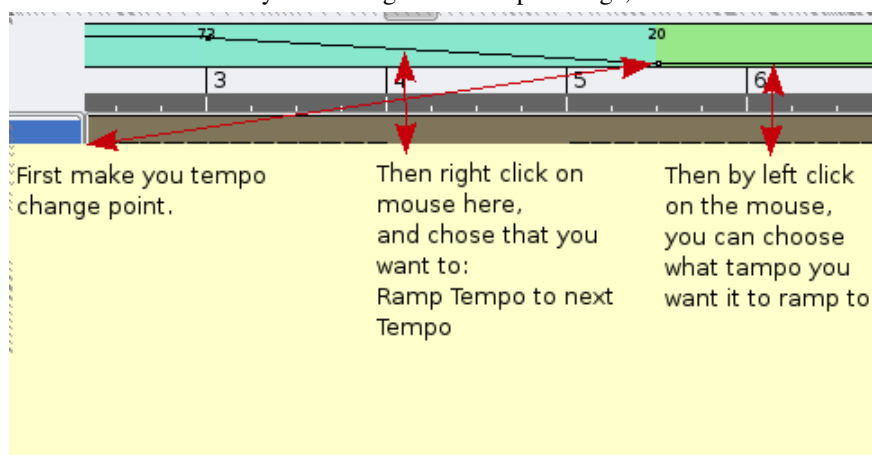 20
3 4 5 6
First make you tempo
change point.
Then right click on
mouse here,
and chose that you
want to:
Ramp Tempo to next
Tempo
Then by left click
on the mouse,
you can choose
what tampo you
want it to ramp to